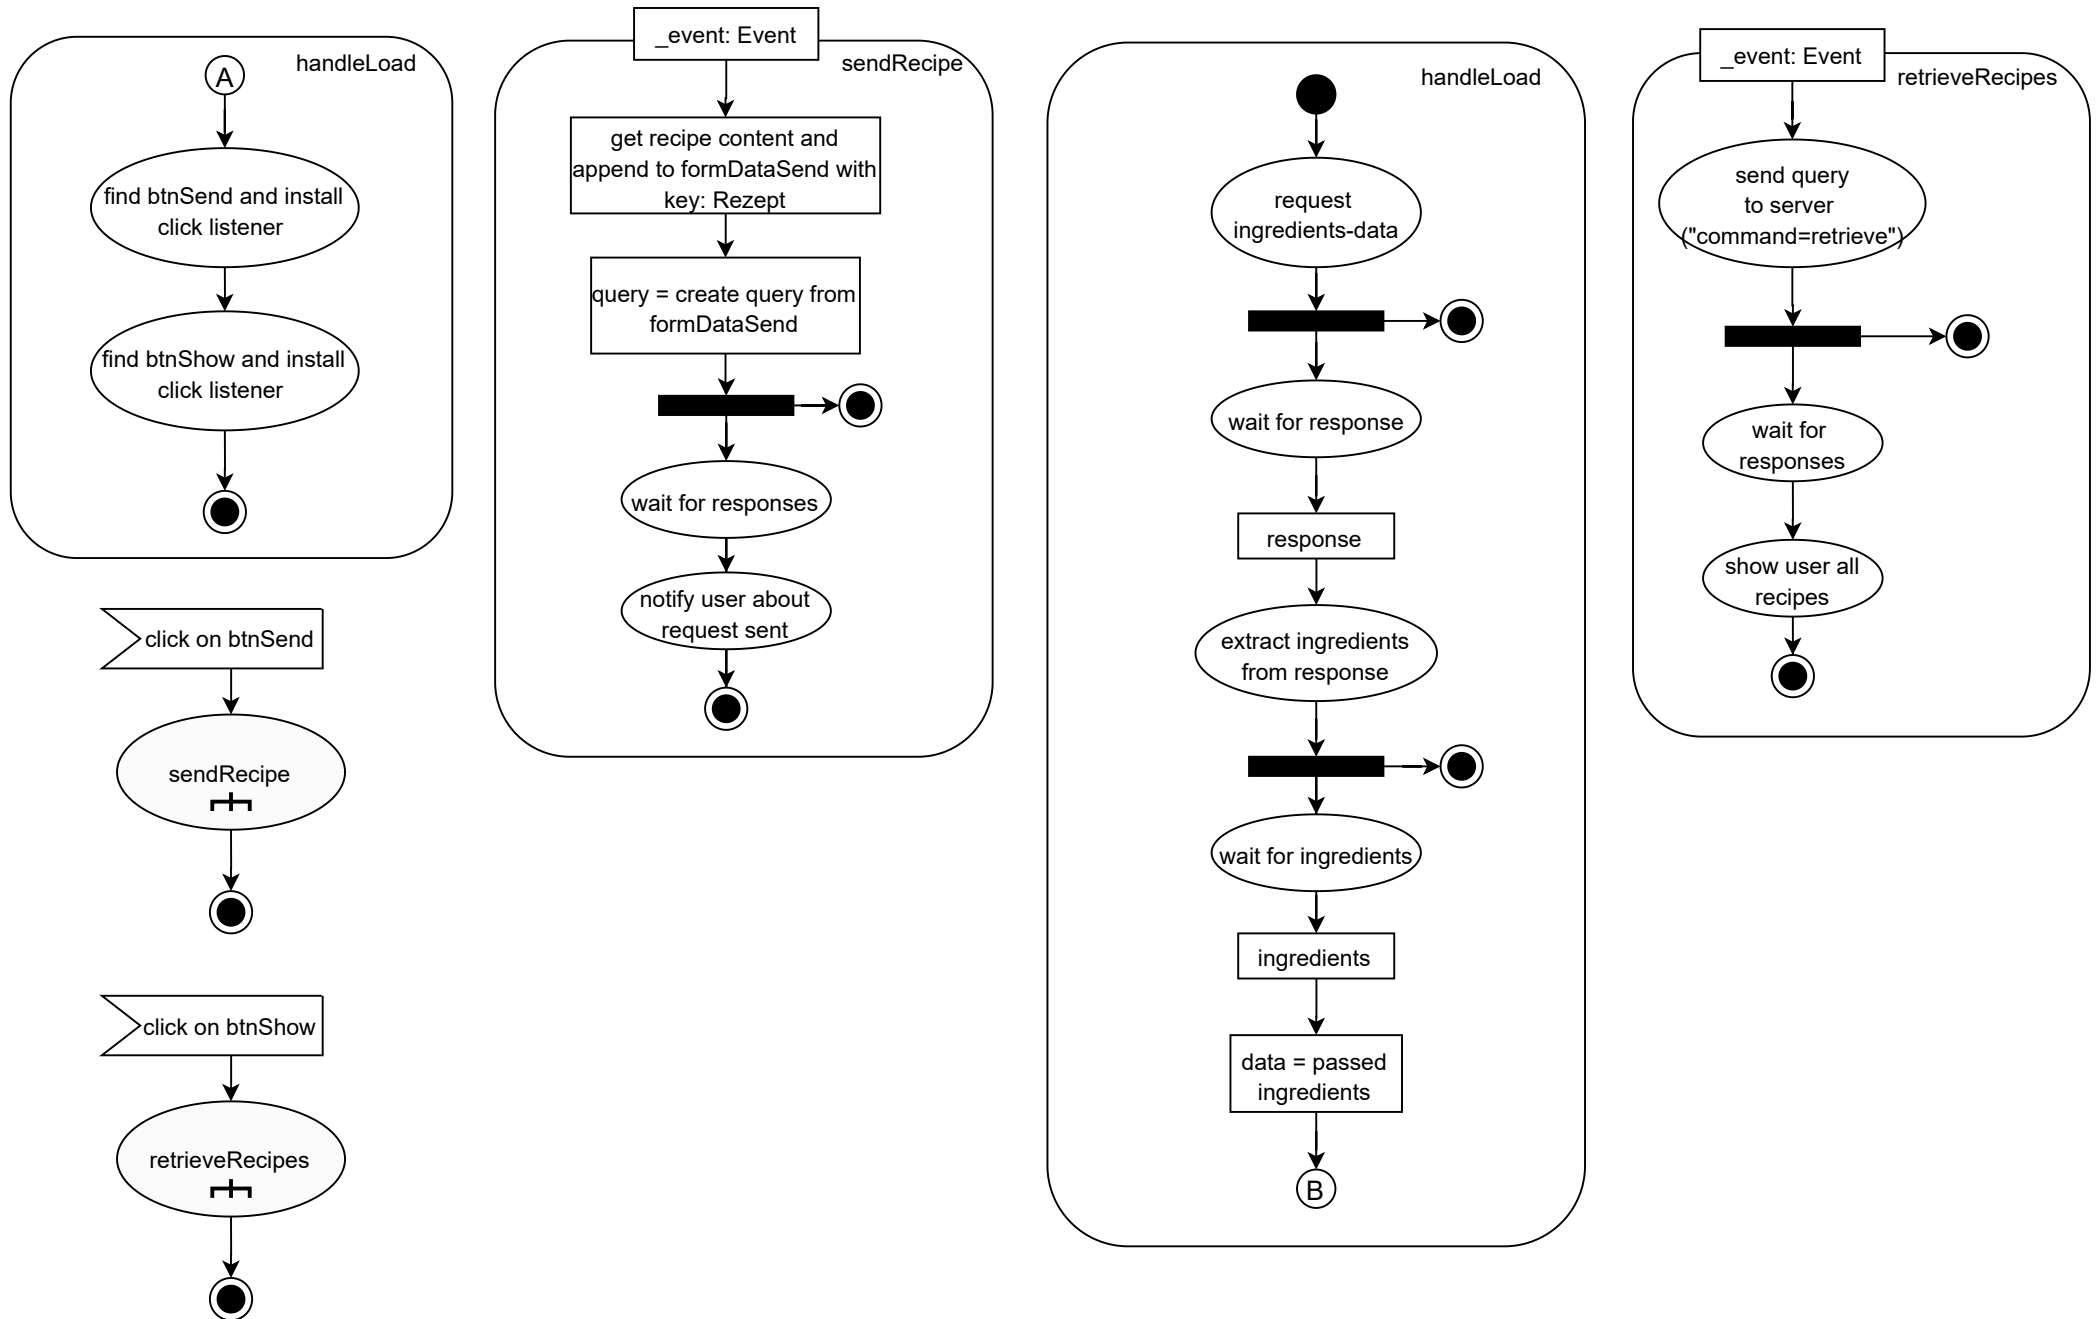 handleLoad
A
find btnSend and install
click listener
find btnShow and install
click listener
click on btnSend
sendRecipe
click on btnShow
retrieveRecipes
_event: Event
sendRecipe
get recipe content and
append to formDataSend with
key: Rezept
query = create query from
formDataSend
wait for responses
notify user about
request sent
handleLoad
request
ingredients-data
wait for response
response
extract ingredients
from response
wait for ingredients
ingredients
data = passed
ingredients
B
_event: Event
retrieveRecipes
send query
to server
("command=retrieve")
wait for
responses
show user all
recipes